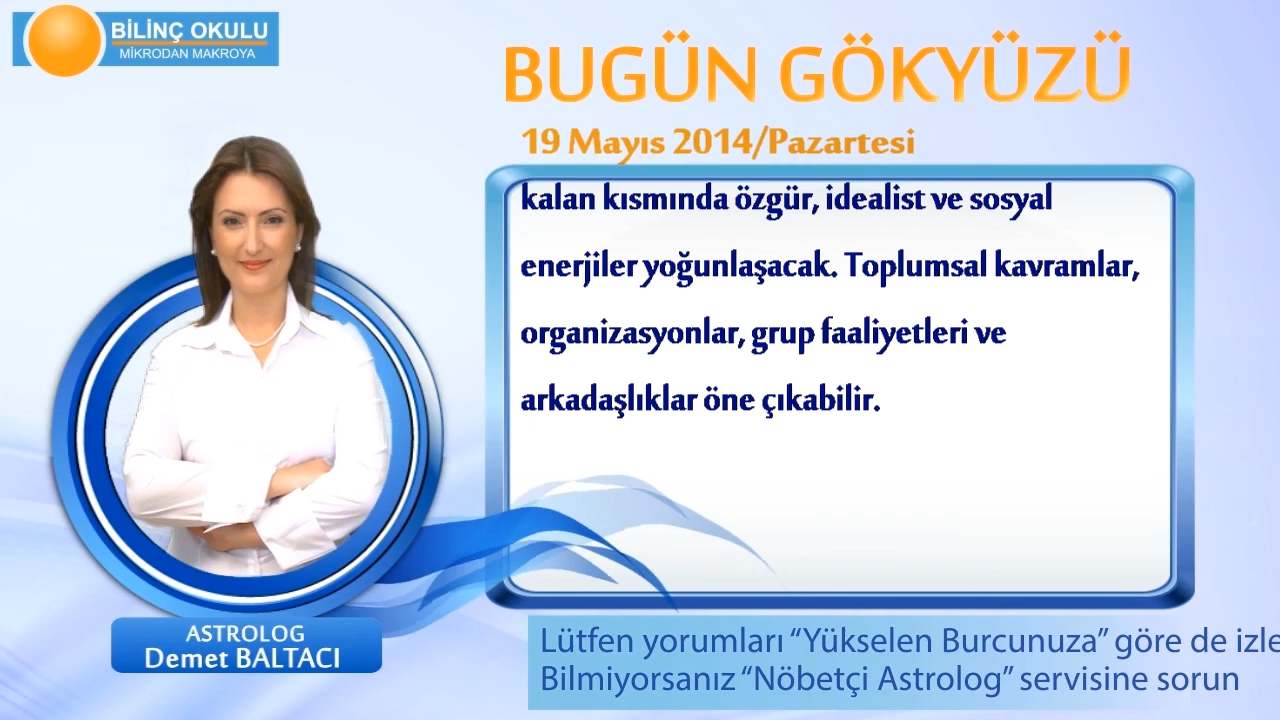 BİLİNÇ OKULU
MİKRODAN MAKROYA
BUGÜN GÖKYÜZÜ
19 Mayıs 2014/Pazartesi
kalan kısmında özgür, idealist ve sosyal
enerjiler yoğunlaşacak. Toplumsal kavramlar,
organizasyonlar, grup faaliyetleri ve
arkadaşlıklar öne çıkabilir.
ASTROLOG
Demet BALTACI
Lütfen yorumları “Yükselen Burcunuza” göre de izle
Bilmiyorsanız “Nöbetçi Astrolog” servisine sorun